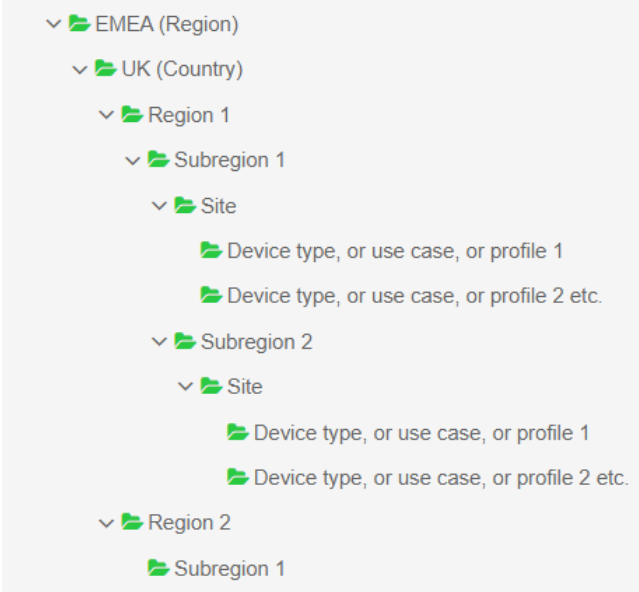 EMEA (Region)
UK (Country)
Region 1
Subregion 1
Site
Device type, or use case, or profile 1
Device type, or use case, or profile 2 etc.
Subregion 2
Site
Device type, or use case, or profile 1
Device type, or use case, or profile 2 etc.
Region 2
Subregion 1